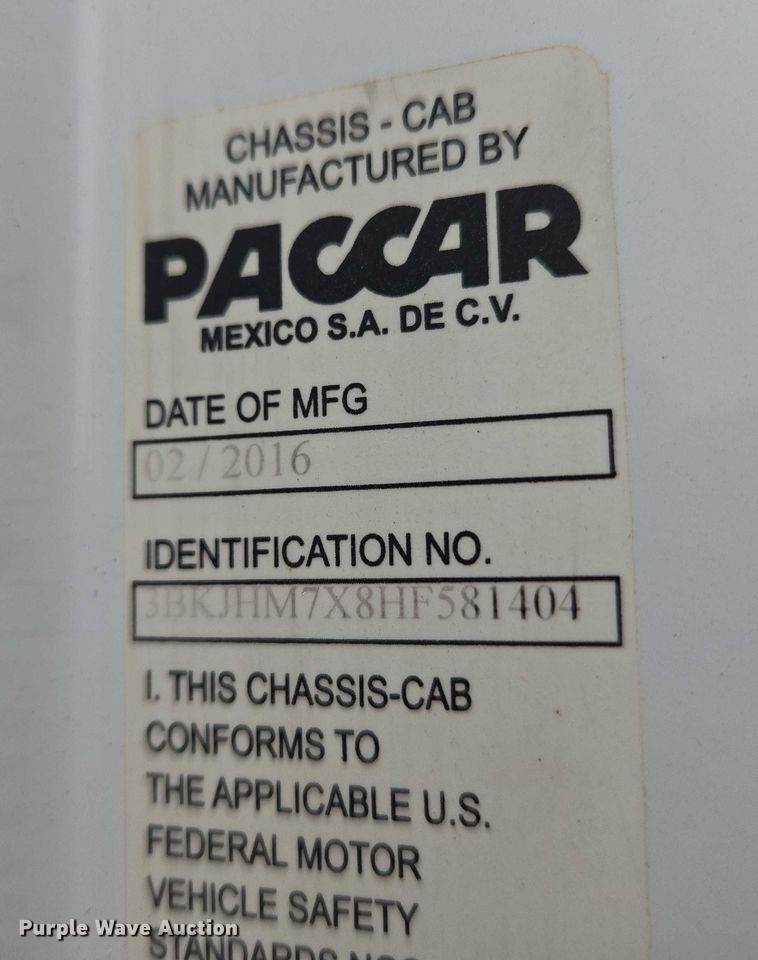 CHASSIS - CAB
MANUFACTURED BY
PACCAR
MEXICO S.A. DE C.V.
DATE OF MFG
02 / 2016
IDENTIFICATION NO.
3BKJHM7X8HF581404
I. THIS CHASSIS-CAB
CONFORMS TO
THE APPLICABLE U.S.
FEDERAL MOTOR
VEHICLE SAFETY
STANDARDS
Purple Wave Auction